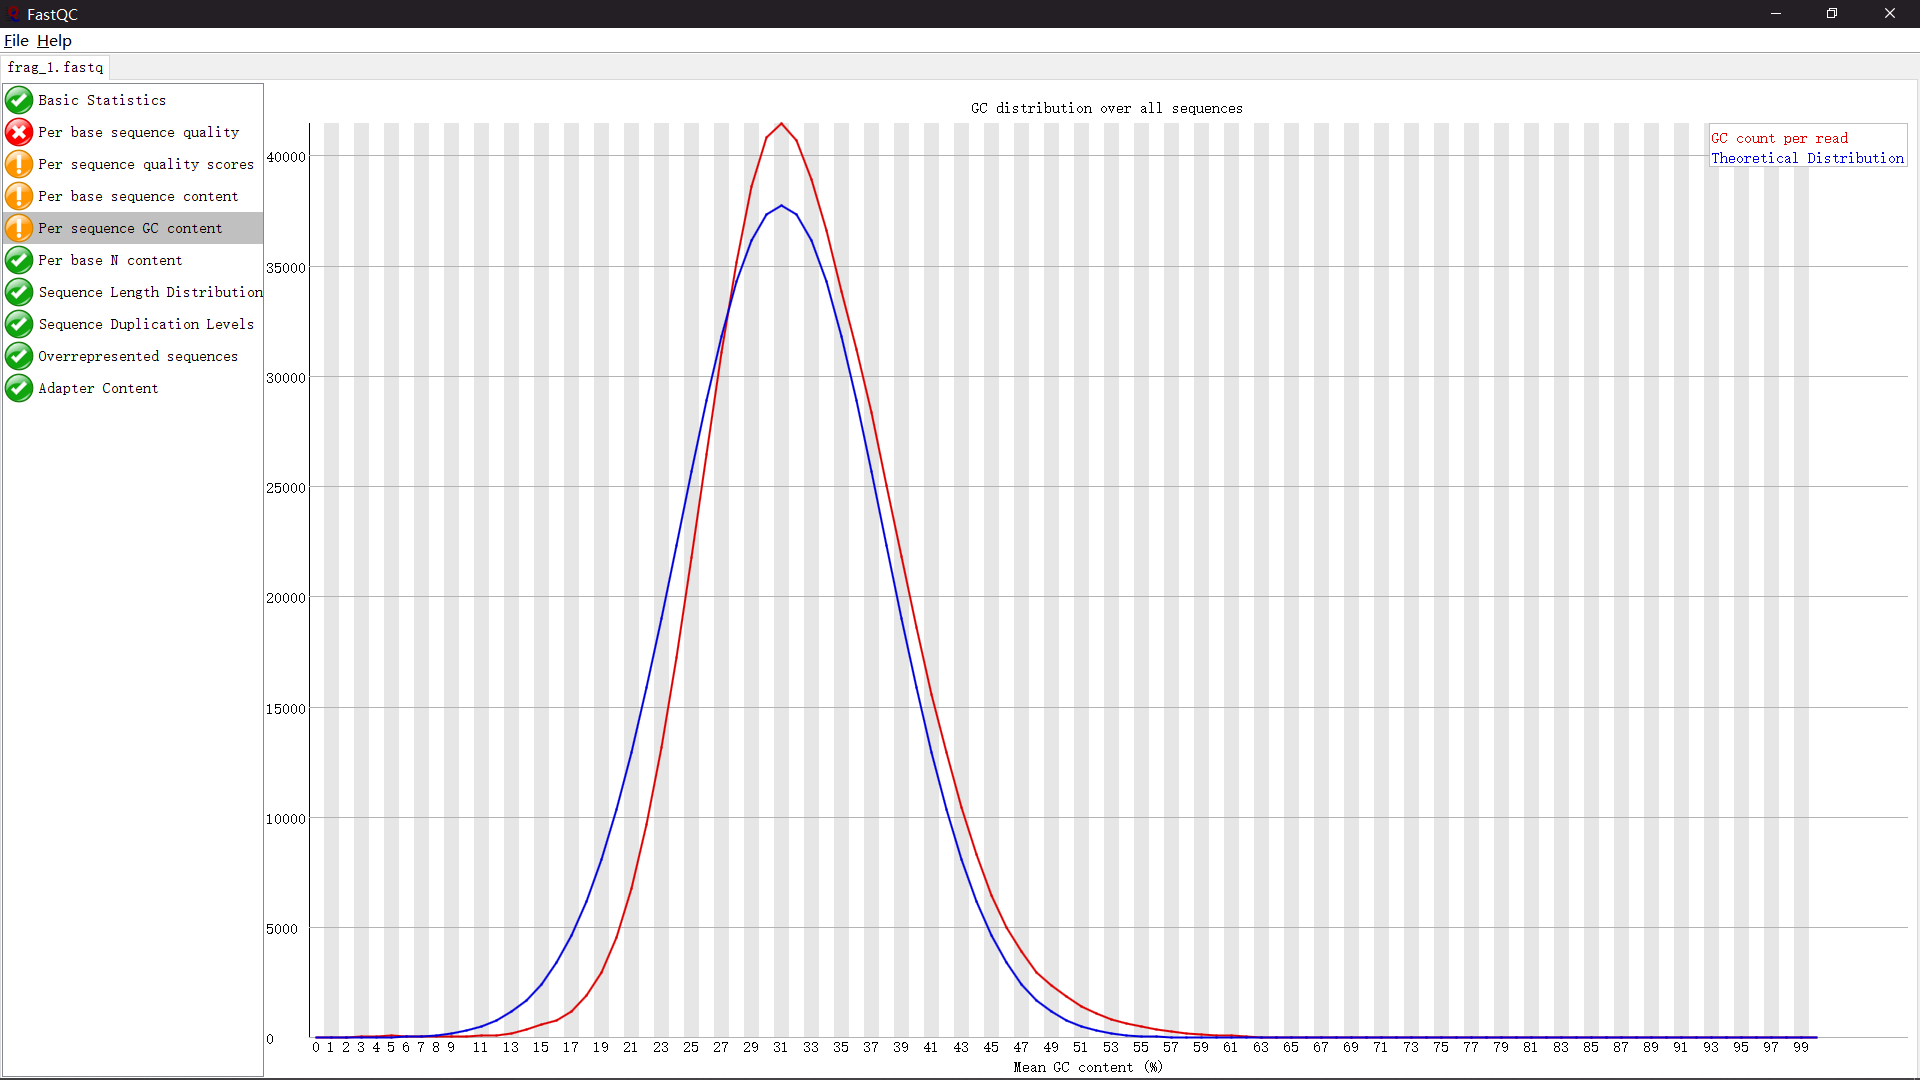 FastQC
File Help
frag_1.fastq
Basic Statistics
Per base sequence quality
Per sequence quality scores
Per base sequence content
Per sequence GC content
Per base N content
Sequence Length Distribution
Sequence Duplication Levels
Overrepresented sequences
Adapter Content
GC distribution over all sequences
GC count per read
Theoretical Distribution
40000
35000
30000
25000
20000
15000
10000
5000
0
0 1 2 3 4 5 6 7 8 9 11 13 15 17 19 21 23 25 27 29 31 33 35 37 39 41 43 45 47 49 51 53 55 57 59 61 63 65 67 69 71 73 75 77 79 81 83 85 87 89 91 93 95 97 99
Mean GC content (%)